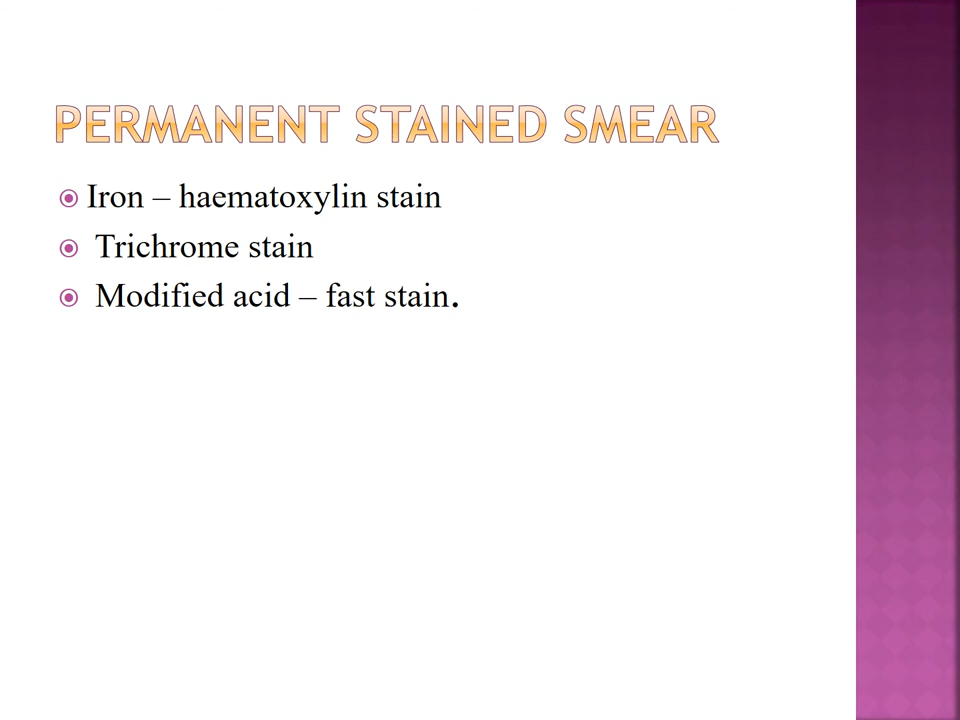 PERMANENT STAINED SMEAR
Iron – haematoxylin stain
Trichrome stain
Modified acid – fast stain.